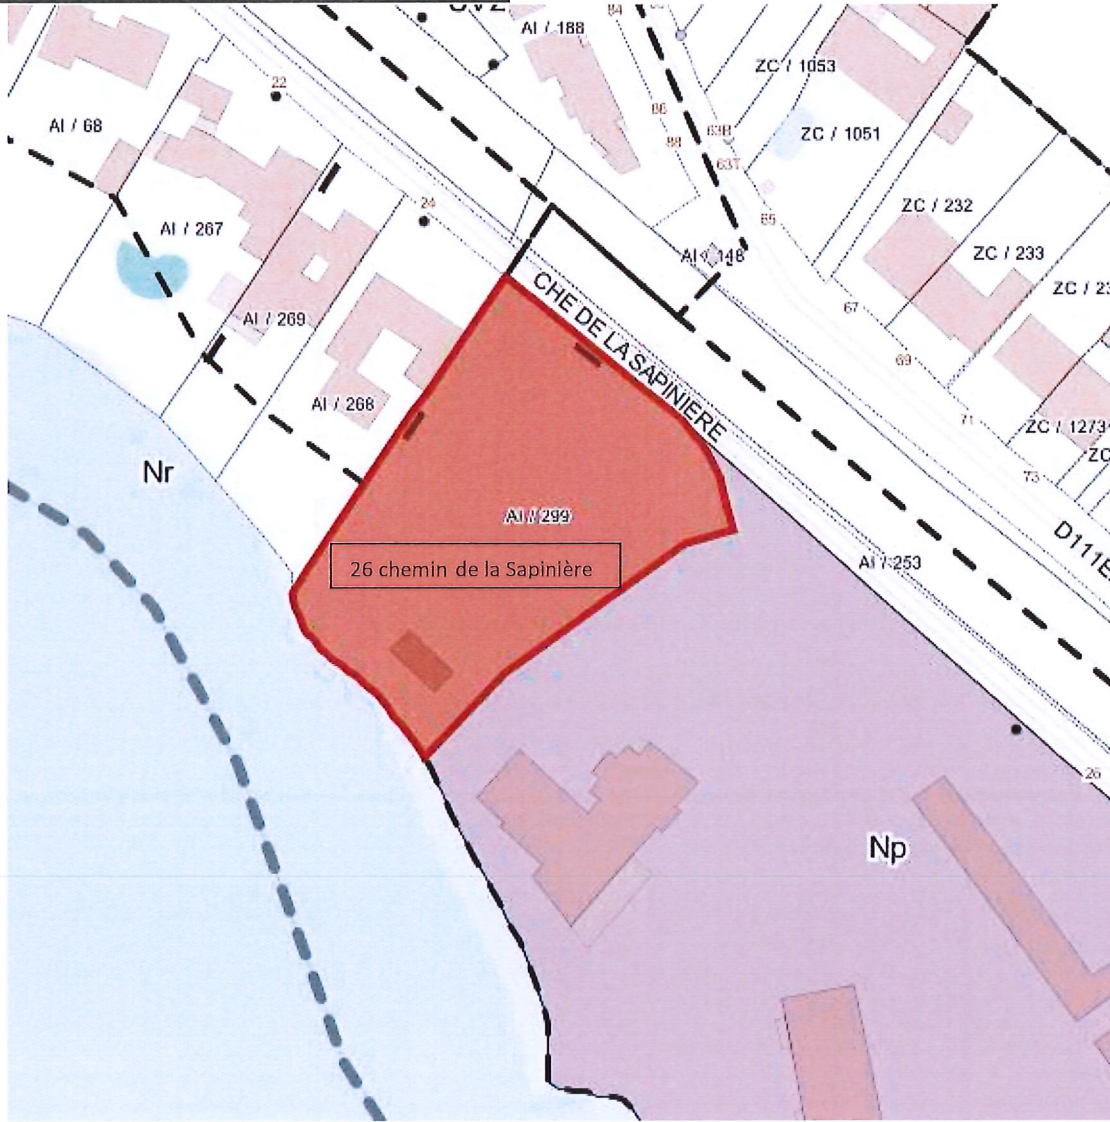 84
AI / 188
ZC / 1053
22
86
AI / 68
88
63B
ZC / 1051
63T
24
ZC / 232
65
AI / 267
ZC / 233
AI / 148
CHE DE LA SAPINIERE
67
AI / 269
69
AI / 268
71
ZC / 1273
ZC
Nr
73
AI / 299
D111E
26 chemin de la Sapinière
AI / 253
26
Np